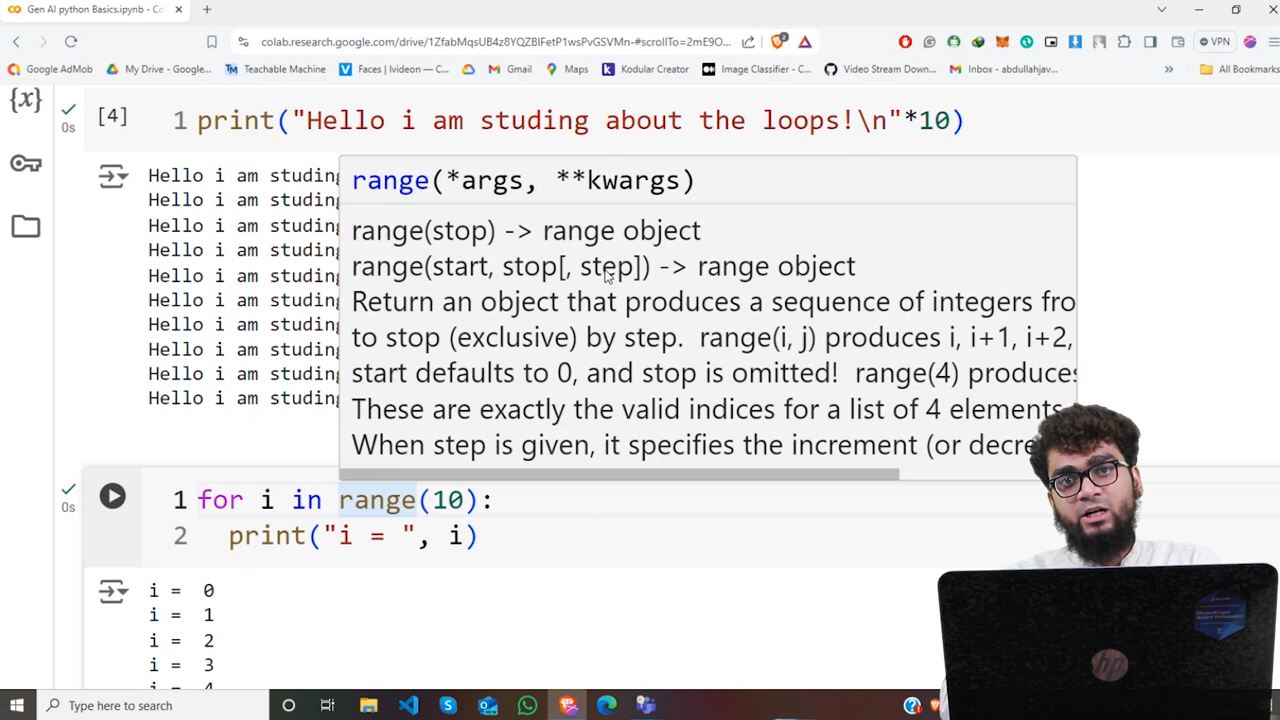 Gen AI python Basics.ipynb - Co
colab.research.google.com/drive/1ZfabMqsUB4z8YQZBIFetP1wsPvGSVMn-#scrollTo=2mE9O...
VPN
Google AdMob
My Drive - Google...
Teachable Machine
Faces | Ivideon — C...
Gmail
Maps
Kodular Creator
Image Classifier - C...
Video Stream Down...
Inbox - abdullahjav...
»
All Bookmarks
{x}
0s
[4]
1 print("Hello i am studing about the loops!\n"*10)
Hello i am studing
Hello i am studing
Hello i am studing
Hello i am studing
Hello i am studing
Hello i am studing
Hello i am studing
Hello i am studing
Hello i am studing
Hello i am studing
range(*args, **kwargs)
range(stop) -> range object
range(start, stop[, step]) -> range object
Return an object that produces a sequence of integers fro
to stop (exclusive) by step. range(i, j) produces i, i+1, i+2,
start defaults to 0, and stop is omitted! range(4) produces
These are exactly the valid indices for a list of 4 elements
When step is given, it specifies the increment (or decre
0s
1 for i in range(10):
2 print("i = ", i)
i = 0
i = 1
i = 2
i = 3
i = 4
hp
Type here to search